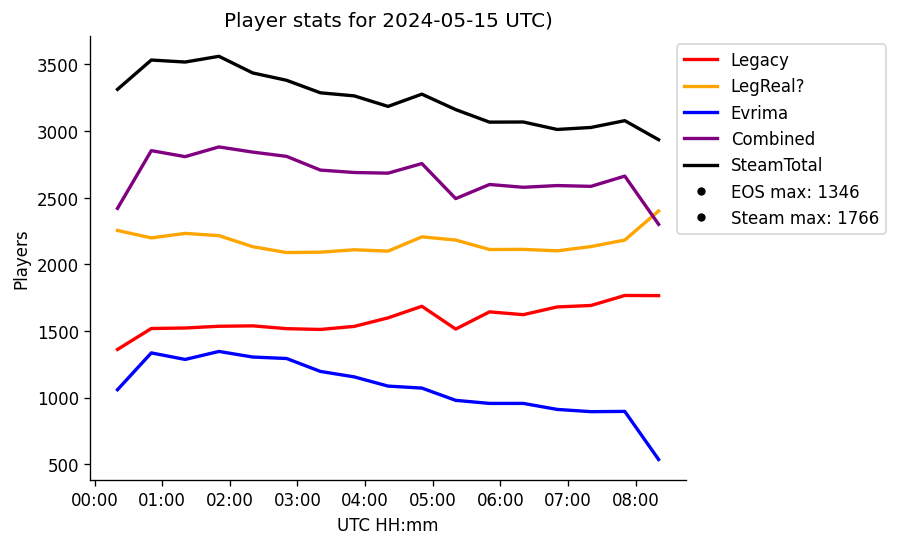 Player stats for 2024-05-15 UTC)
Players
3500
3000
2500
2000
1500
1000
500
00:00 01:00 02:00 03:00 04:00 05:00 06:00 07:00 08:00
UTC HH:mm
Legacy
LegReal?
Evrima
Combined
SteamTotal
EOS max: 1346
Steam max: 1766